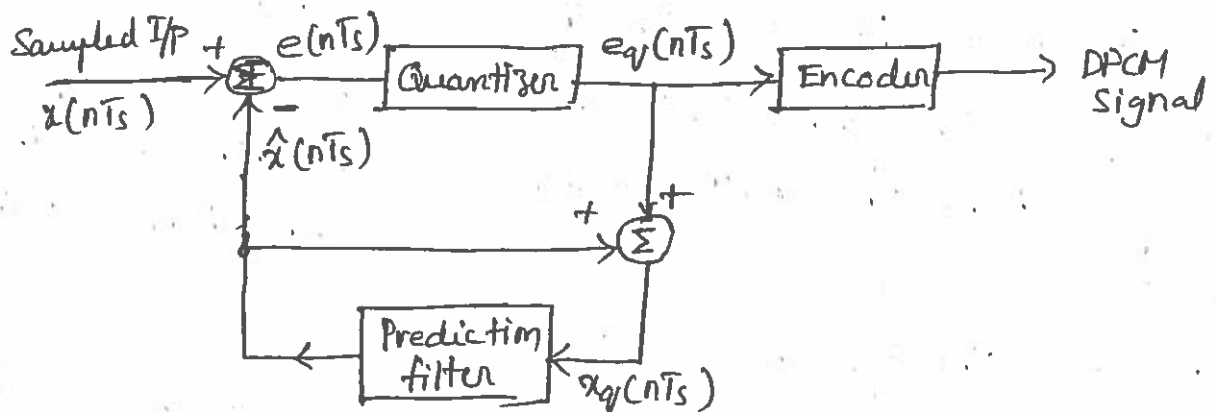 Sampled I/P
x(nTs)
+
Σ
-
e(nTs)
Quantizer
eq(nTs)
Encoder
DPCM
Signal
x̂(nTs)
+
+
Σ
Prediction
filter
xq(nTs)